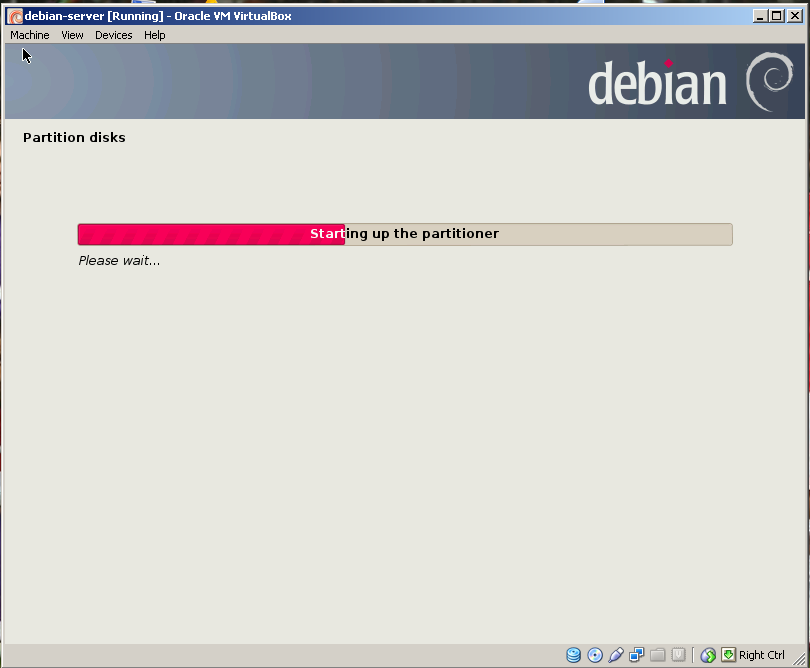 debian-server [Running] - Oracle VM VirtualBox
Machine View Devices Help
debian
Partition disks
Starting up the partitioner
Please wait...
Right Ctrl